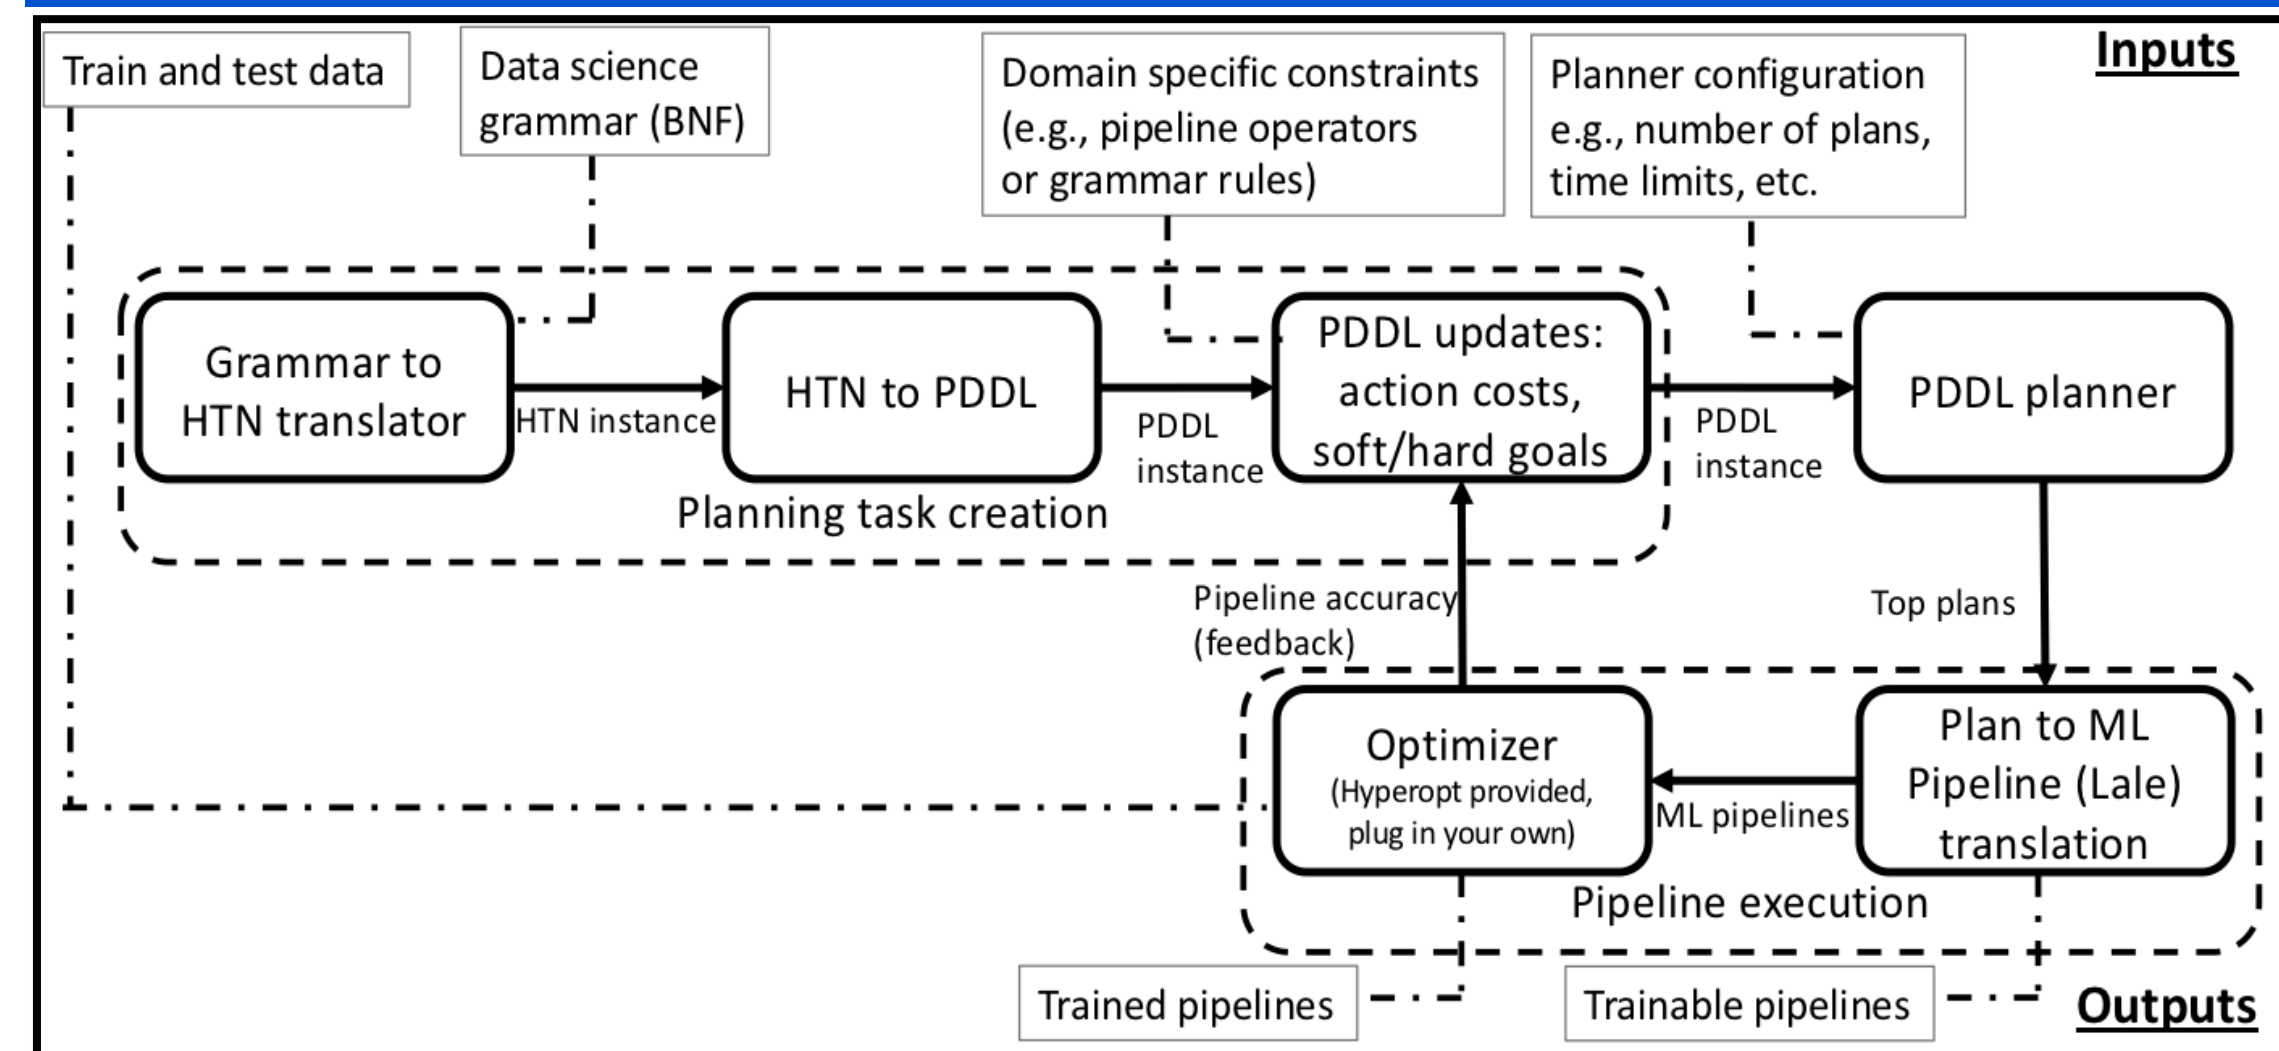 Inputs
Train and test data
Data science
grammar (BNF)
Domain specific constraints
(e.g., pipeline operators
or grammar rules)
Planner configuration
e.g., number of plans,
time limits, etc.
Grammar to
HTN translator
HTN instance
HTN to PDDL
PDDL
instance
PDDL updates:
action costs,
soft/hard goals
PDDL
instance
PDDL planner
Planning task creation
Pipeline accuracy
(feedback)
Top plans
Optimizer
(Hyperopt provided,
plug in your own)
ML pipelines
Plan to ML
Pipeline (Lale)
translation
Pipeline execution
Trained pipelines
Trainable pipelines
Outputs